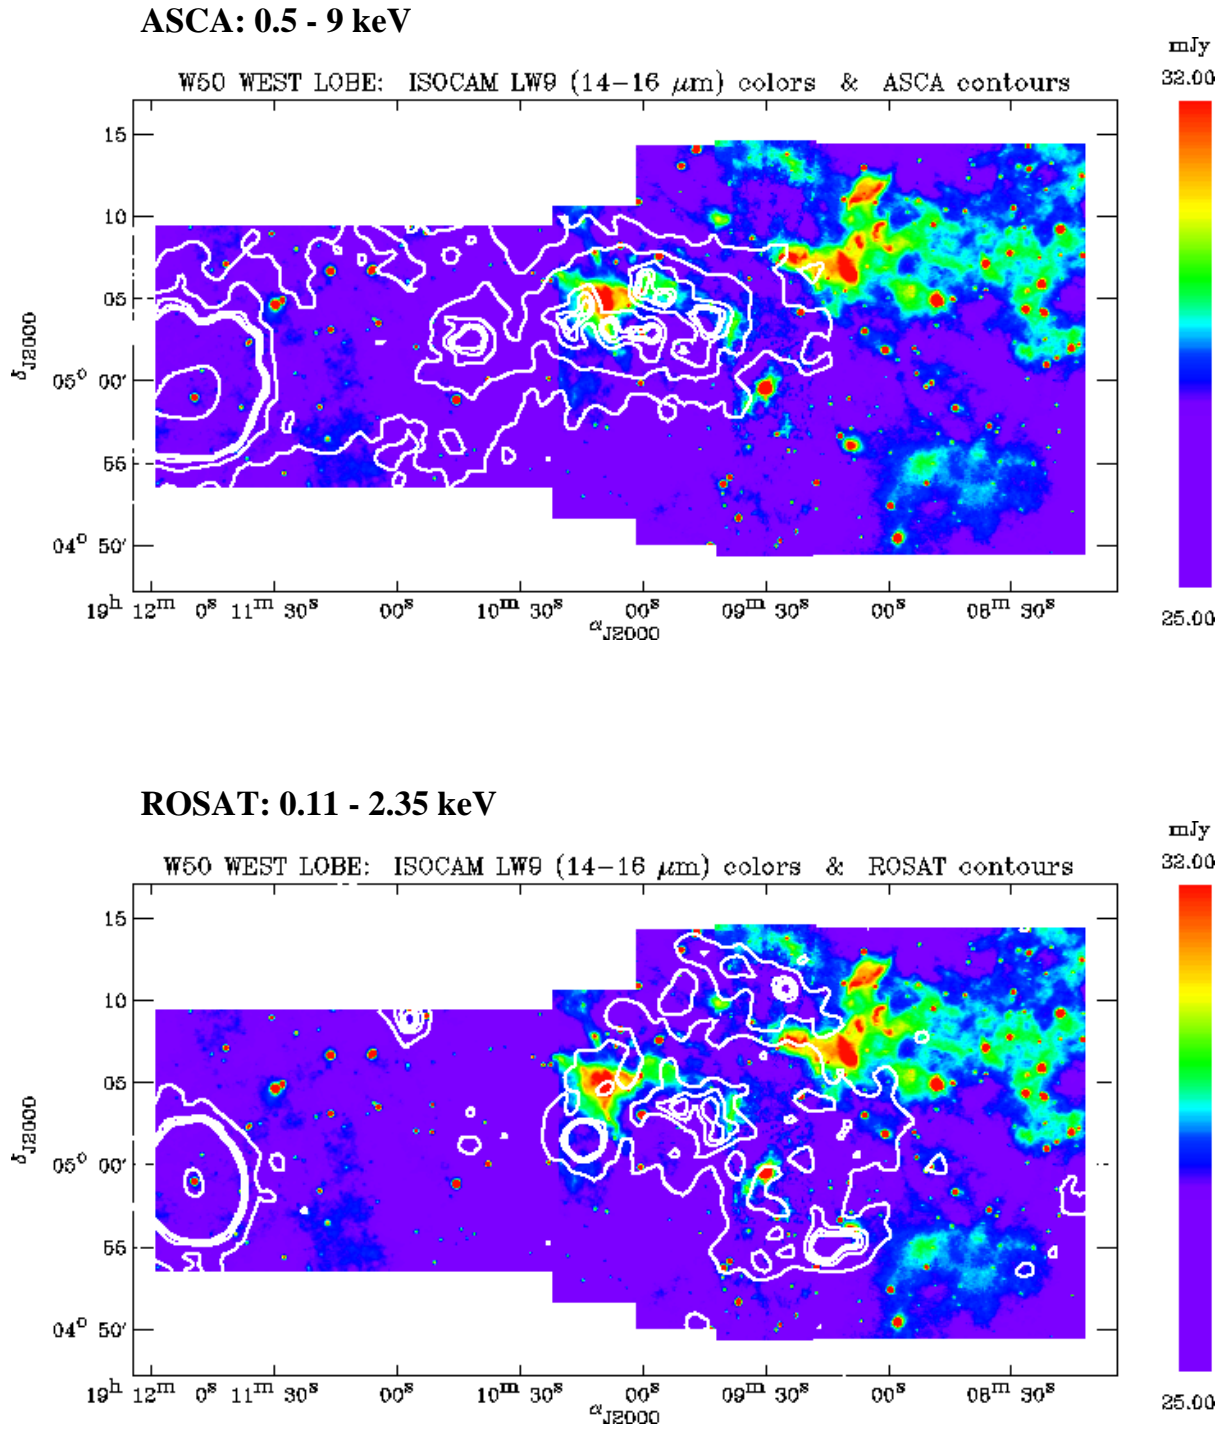 ASCA: 0.5 - 9 keV
mJy
W50 WEST LOBE: ISOCAM LW9 (14-16 μm) colors & ASCA contours
32.00
15
10
05
δJ2000
05° 00'
55
04° 50'
19h 12m 0s 11m 30s 00s 10m 30s 00s 09m 30s 00s 08m 30s
αJ2000
25.00
ROSAT: 0.11 - 2.35 keV
mJy
W50 WEST LOBE: ISOCAM LW9 (14-16 μm) colors & ROSAT contours
32.00
15
10
05
δJ2000
05° 00'
55
04° 50'
19h 12m 0s 11m 30s 00s 10m 30s 00s 09m 30s 00s 08m 30s
αJ2000
25.00